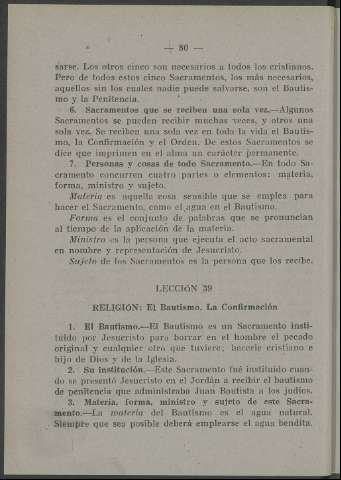 — 80 —
sarse. Los otros cinco son necesarios a todos los cristianos.
Pero de todos estos cinco Sacramentos, los más necesarios,
aquellos sin los cuales nadie puede salvarse, son el Bautis-
mo y la Penitencia.
6. Sacramentos que se reciben una sola vez.—Algunos
Sacramentos se pueden recibir muchas veces, y otros una
sola vez. Se reciben una sola vez en toda la vida el Bautis-
mo, la Confirmación y el Orden. De estos Sacramentos se
dice que imprimen en el alma un carácter permanente.
7. Personas y cosas de todo Sacramento.—En todo Sa-
cramento concurren cuatro partes o elementos: materia,
forma, ministro y sujeto.
Materia es aquella cosa sensible que se emplea para
hacer el Sacramento, como el agua en el Bautismo.
Forma es el conjunto de palabras que se pronuncian
al tiempo de la aplicación de la materia.
Ministro es la persona que ejecuta el acto sacramental
en nombre y representación de Jesucristo.
Sujeto de los Sacramentos es la persona que los recibe.
LECCIÓN 39
RELIGIÓN: El Bautismo. La Confirmación
1. El Bautismo.—El Bautismo es un Sacramento insti-
tuído por Jesucristo para borrar en el hombre el pecado
original y cualquier otro que tuviere; hacerle cristiano e
hijo de Dios y de la Iglesia.
2. Su institución.—Este Sacramento fué instituído cuan-
do se presentó Jesucristo en el Jordán a recibir el bautismo
de penitencia que administraba Juan Bautista a los judíos.
3. Materia, forma, ministro y sujeto de este Sacra-
mento.—La materia del Bautismo es el agua natural.
Siempre que sea posible deberá emplearse el agua bendita.